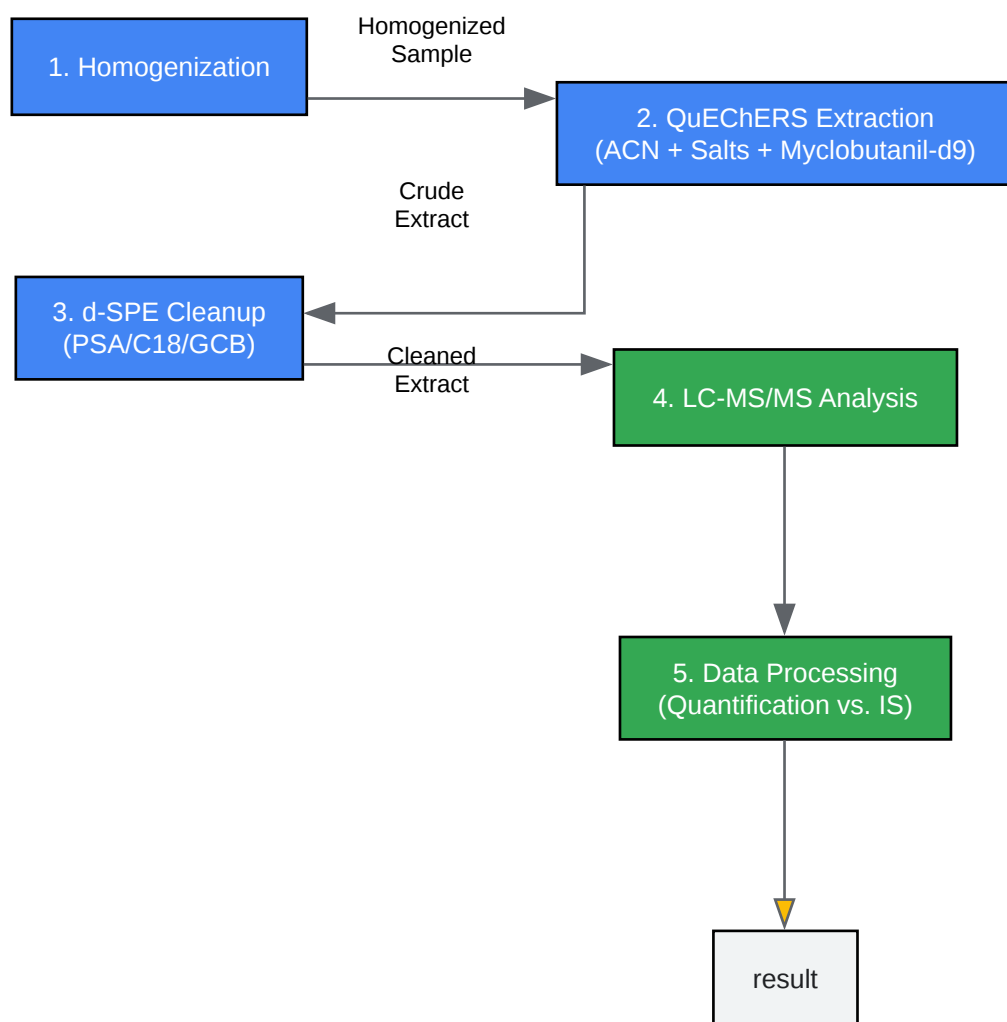 1. Homogenization
Homogenized
Sample
2. QuEChERS Extraction
(ACN + Salts + Myclobutanil-d9)
Crude
Extract
3. d-SPE Cleanup
(PSA/C18/GCB)
Cleaned
Extract
4. LC-MS/MS Analysis
5. Data Processing
(Quantification vs. IS)
result